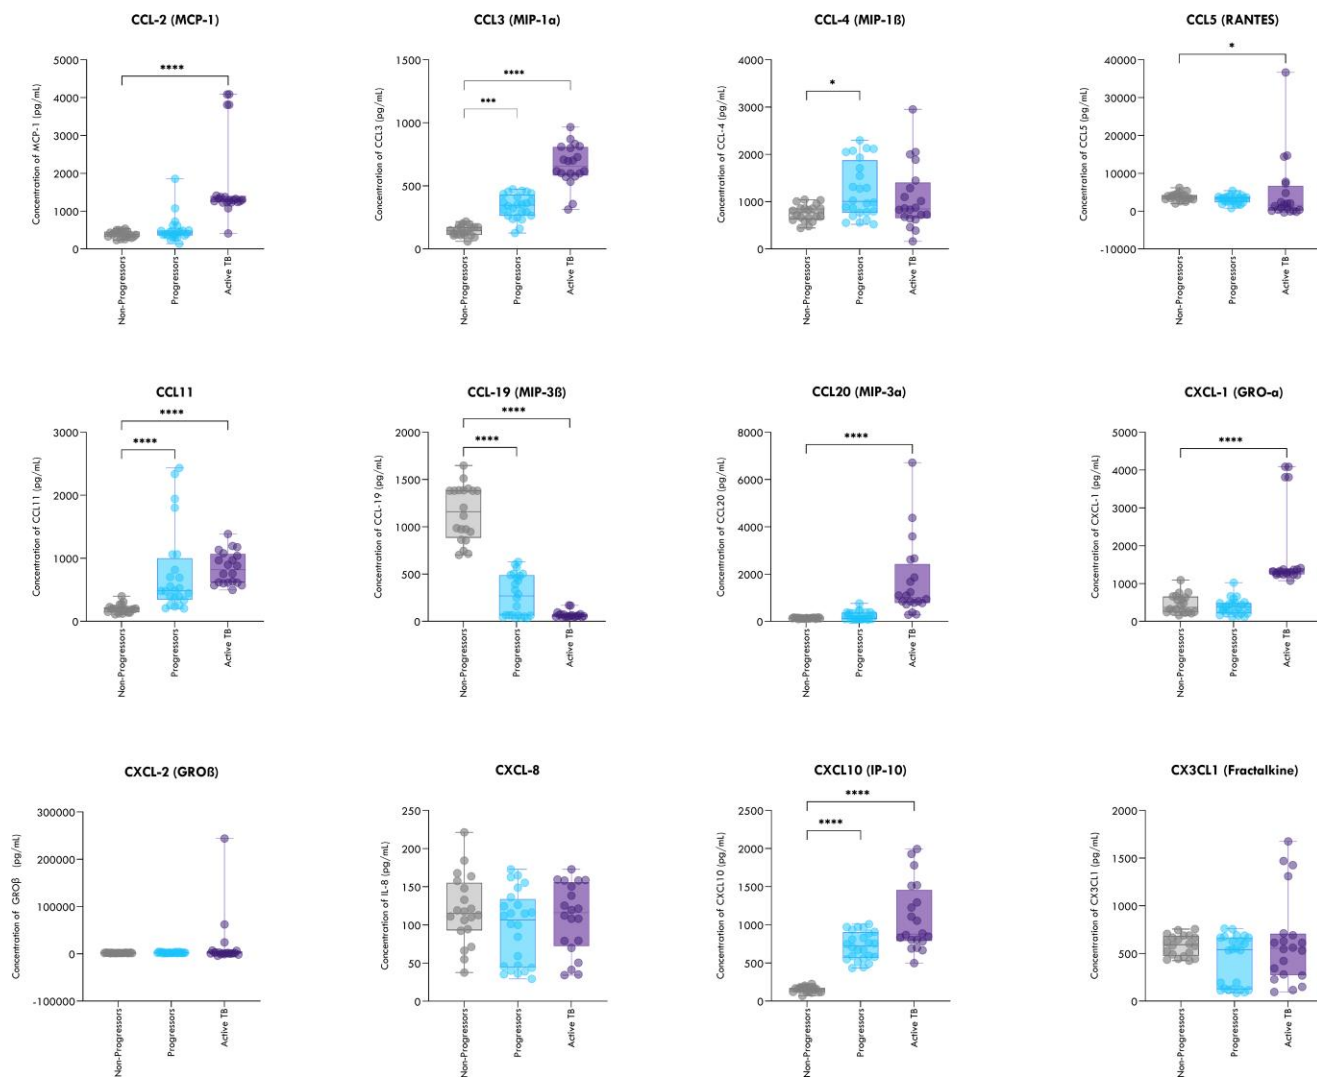 CCL-2 (MCP-1)
Concentration of MCP-1 (pg/mL)
5000
4000
3000
2000
1000
0
****
Non-Progressors
Progressors
Active TB
CCL3 (MIP-1α)
Concentration of CCL3 (pg/mL)
1500
1000
500
0
****
***
Non-Progressors
Progressors
Active TB
CCL-4 (MIP-1ß)
Concentration of CCL-4 (pg/mL)
4000
3000
2000
1000
0
*
Non-Progressors
Progressors
Active TB
CCL5 (RANTES)
Concentration of CCL5 (pg/mL)
40000
30000
20000
10000
0
-10000
*
Non-Progressors
Progressors
Active TB
CCL11
Concentration of CCL11 (pg/mL)
3000
2000
1000
0
****
****
Non-Progressors
Progressors
Active TB
CCL-19 (MIP-3ß)
Concentration of CCL-19 (pg/mL)
2000
1500
1000
500
0
****
****
Non-Progressors
Progressors
Active TB
CCL20 (MIP-3α)
Concentration of CCL20 (pg/mL)
8000
6000
4000
2000
0
****
Non-Progressors
Progressors
Active TB
CXCL-1 (GRO-α)
Concentration of CXCL-1 (pg/mL)
5000
4000
3000
2000
1000
0
****
Non-Progressors
Progressors
Active TB
CXCL-2 (GROß)
Concentration of GROβ (pg/mL)
300000
200000
100000
0
-100000
Non-Progressors
Progressors
Active TB
CXCL-8
Concentration of IL-8 (pg/mL)
250
200
150
100
50
0
Non-Progressors
Progressors
Active TB
CXCL10 (IP-10)
Concentration of CXCL10 (pg/mL)
2500
2000
1500
1000
500
0
****
****
Non-Progressors
Progressors
Active TB
CX3CL1 (Fractalkine)
Concentration of CX3CL1 (pg/mL)
2000
1500
1000
500
0
Non-Progressors
Progressors
Active TB